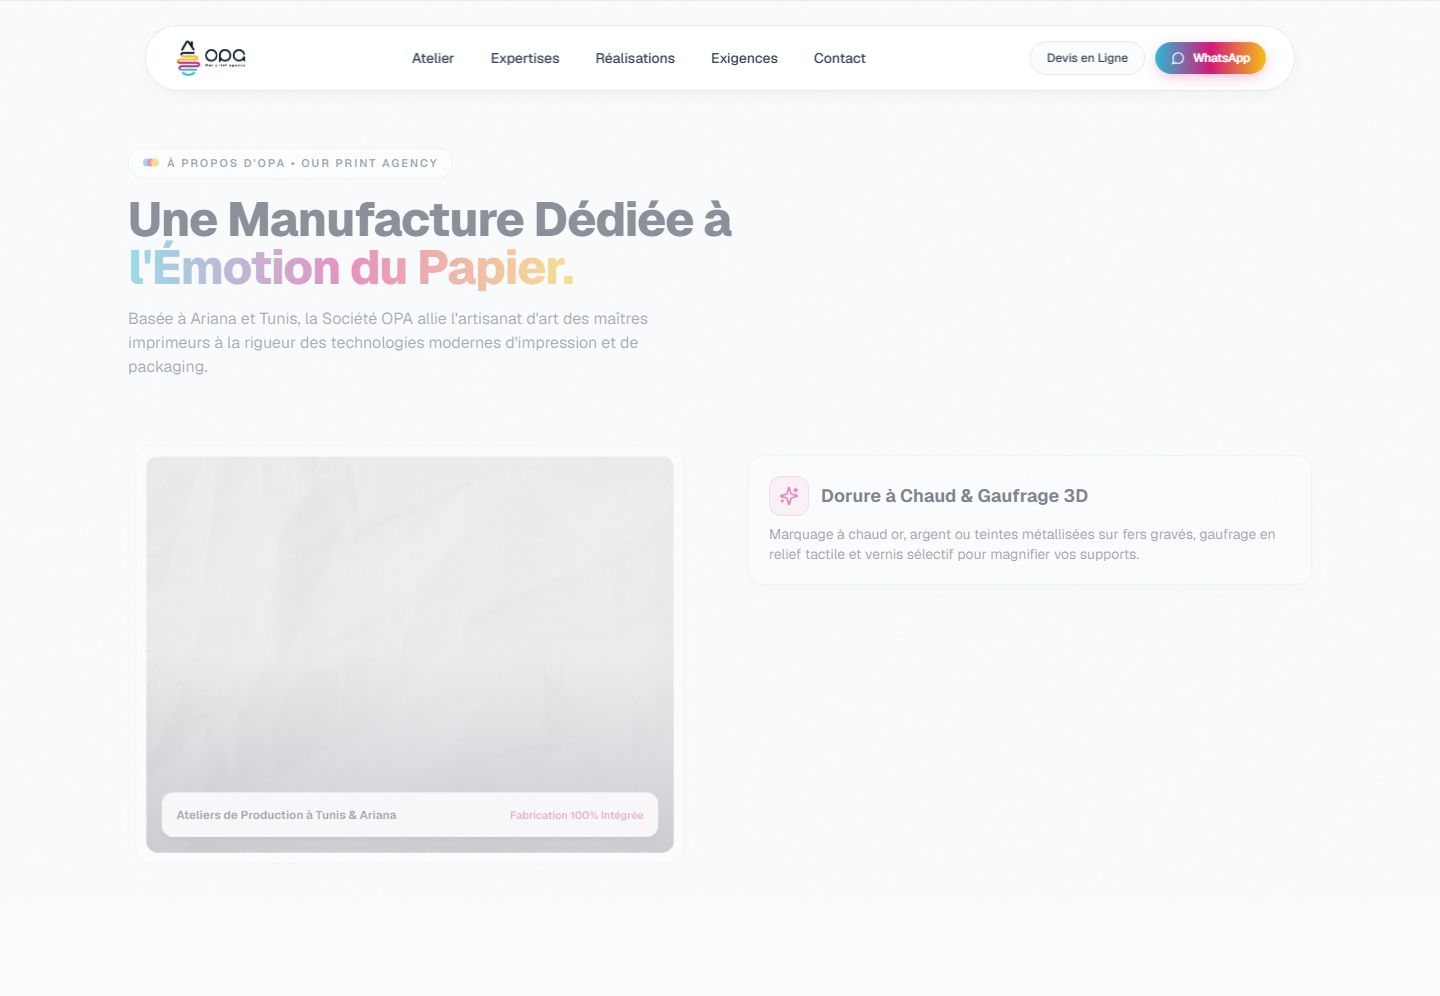 opa
Atelier
Expertises
Réalisations
Exigences
Contact
Devis en Ligne
WhatsApp
À PROPOS D'OPA • OUR PRINT AGENCY
Une Manufacture Dédiée à
l'Émotion du Papier.
Basée à Ariana et Tunis, la Société OPA allie l'artisanat d'art des maîtres
imprimeurs à la rigueur des technologies modernes d'impression et de
packaging.
Ateliers de Production à Tunis & Ariana
Fabrication 100% Intégrée
Dorure à Chaud & Gaufrage 3D
Marquage à chaud or, argent ou teintes métallisées sur fers gravés, gaufrage en
relief tactile et vernis sélectif pour magnifier vos supports.